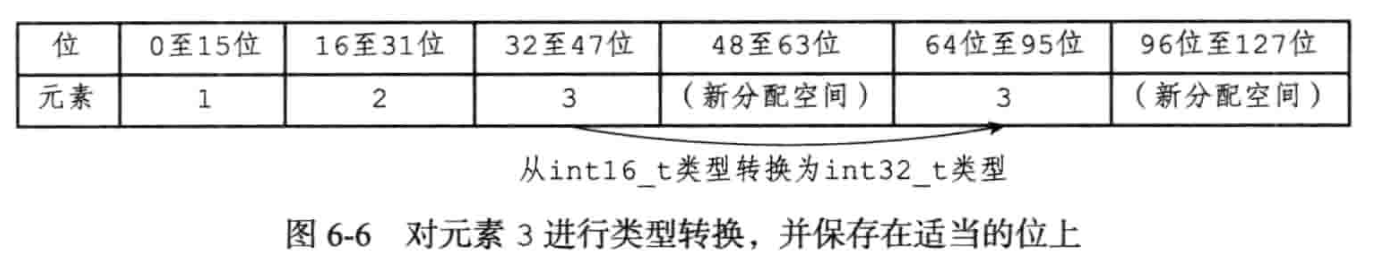 位 0至15位 16至31位 32至47位 48至63位 64位至95位 96位至127位
元素 1 2 3 (新分配空间) 3 (新分配空间)
从int16_t类型转换为int32_t类型
图 6-6 对元素 3 进行类型转换，并保存在适当的位上